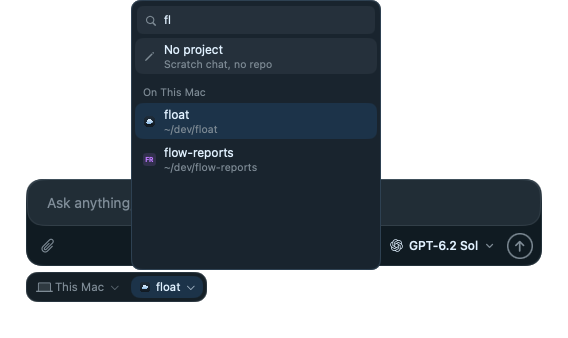 fl
No project
Scratch chat, no repo
On This Mac
float
~/dev/float
FR
flow-reports
~/dev/flow-reports
Ask anything
GPT-6.2 Sol
This Mac
float